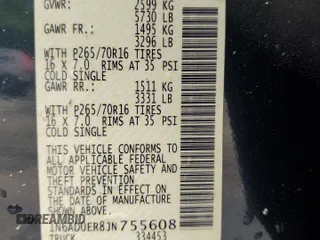 GVWR: 2599 KG
5730 LB
GAWR FR.: 1495 KG
3296 LB
WITH P265/70R16 TIRES
16 X 7.0 RIMS AT 35 PSI
COLD SINGLE
GAWR RR: 1511 KG
3331 LB
WITH P265/70R16 TIRES
16 X 7.0 RIMS AT 35 PSI
COLD SINGLE
THIS VEHICLE CONFORMS TO
ALL APPLICABLE FEDERAL
MOTOR VEHICLE SAFETY
STANDARDS IN EFFECT ON
THE DATE OF MANUFACTURE
SHOWN ABOVE
1N6AD0ER8JN755608
TRUCK 334453
DREAMBID